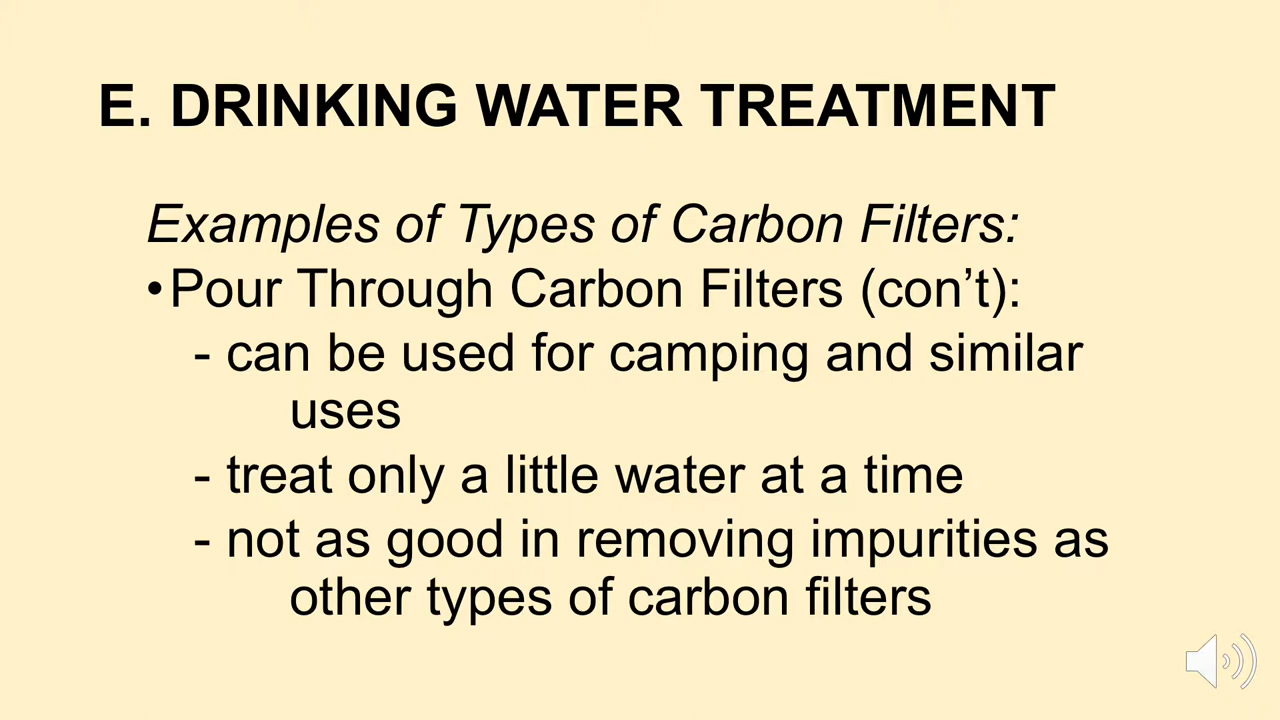 E. DRINKING WATER TREATMENT
Examples of Types of Carbon Filters:
•Pour Through Carbon Filters (con’t):
- can be used for camping and similar
uses
- treat only a little water at a time
- not as good in removing impurities as
other types of carbon filters